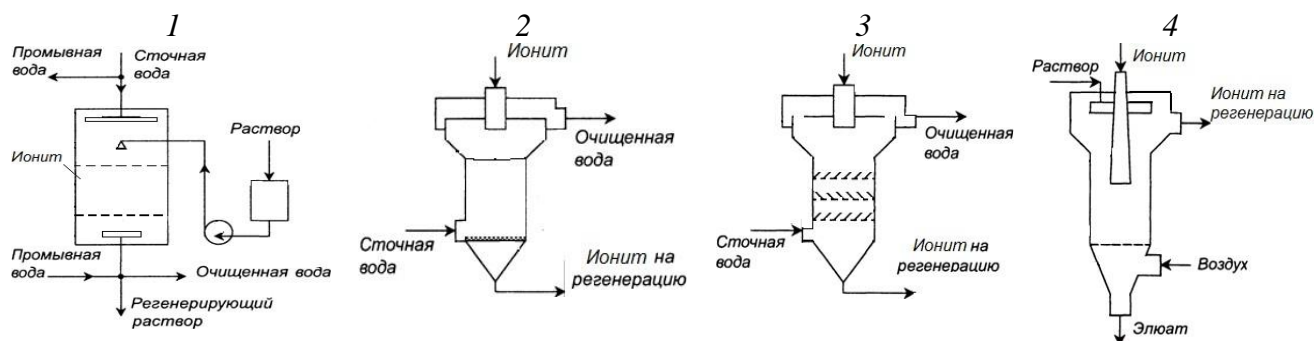 1
Промывная
вода
Сточная
вода
Ионит
Раствор
Промывная
вода
Очищенная вода
Регенерирующий
раствор
2
Ионит
Очищенная
вода
Сточная
вода
Ионит на
регенерацию
3
Ионит
Очищенная
вода
Сточная
вода
Ионит на
регенерацию
4
Ионит
Раствор
Ионит на
регенерацию
Воздух
Элюат